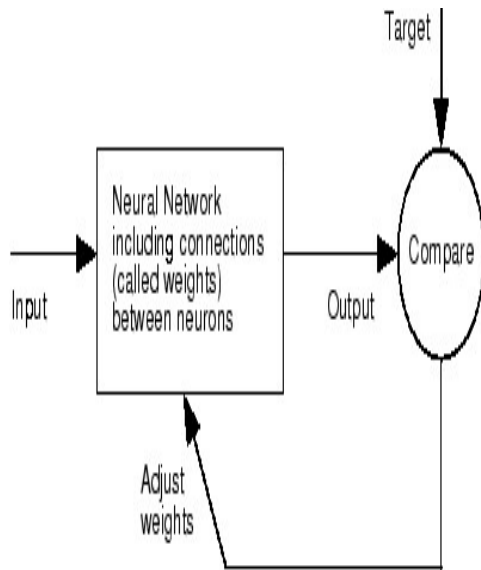 Target
Neural Network
including connections
(called weights)
between neurons
Compare
Input
Output
Adjust
weights